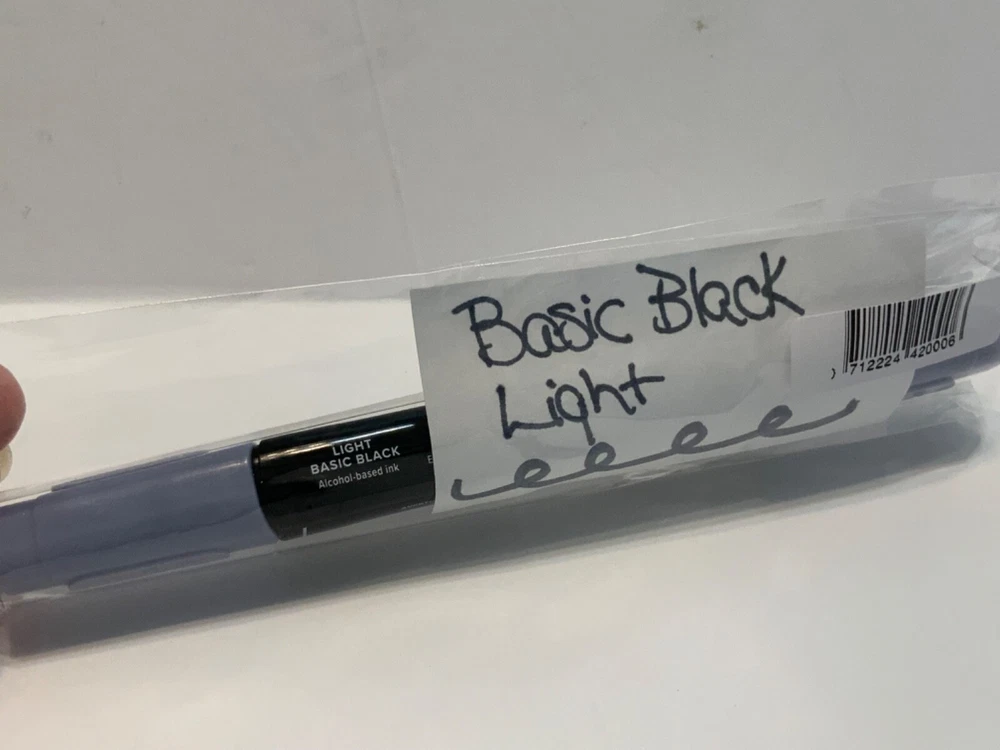 Basic Black
Light
712224 420006
LIGHT
BASIC BLACK
Alcohol-based ink